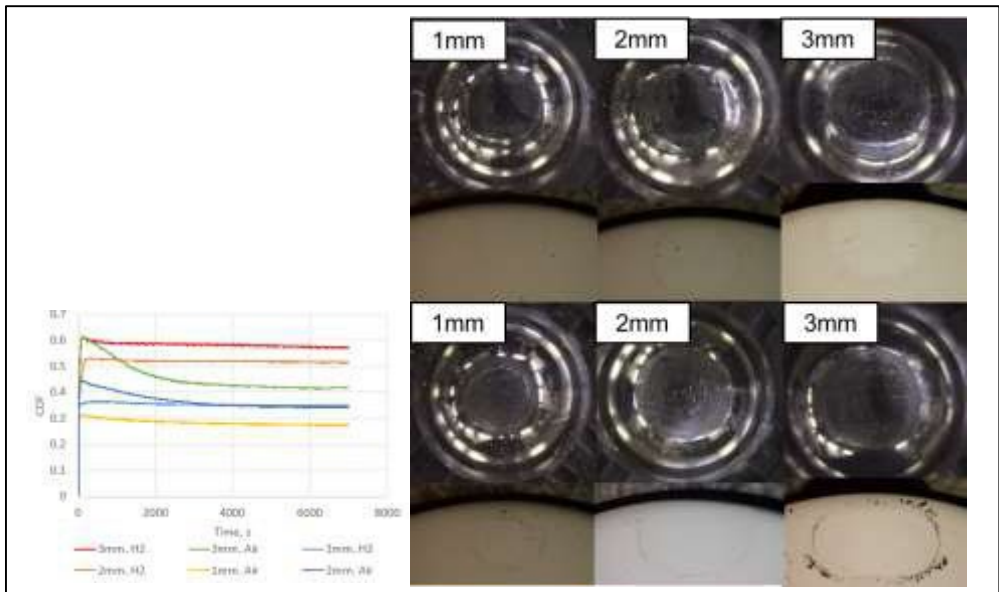 1mm
2mm
3mm
1mm
2mm
3mm
0.7
0.6
0.5
0.4
0.3
0.2
0.1
0
COF
0 2000 4000 6000 8000
Time, s
3mm, H2 3mm, Air 1mm, H2
2mm, H2 1mm, Air 2mm, Air